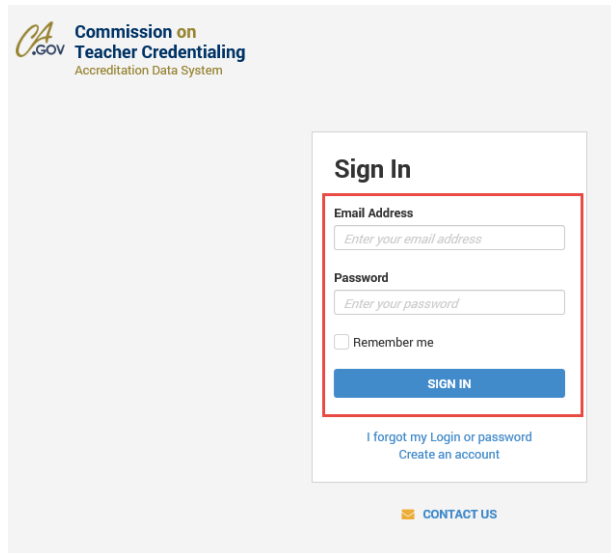 CA
.GOV
Commission on
Teacher Credentialing
Accreditation Data System
Sign In
Email Address
Enter your email address
Password
Enter your password
Remember me
SIGN IN
I forgot my Login or password
Create an account
CONTACT US